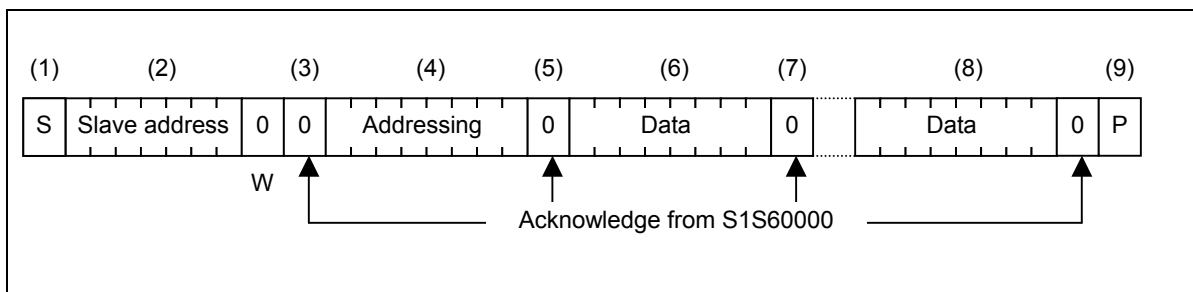 (1) (2) (3) (4) (5) (6) (7) (8) (9)
S Slave address 0 0 Addressing 0 Data 0 Data 0 P
W
Acknowledge from S1S60000